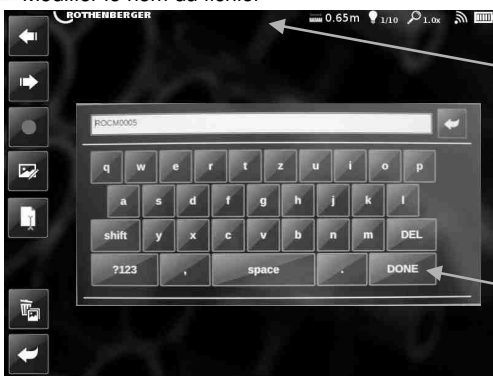 Modifier le nom du fichier
ROTHENBERGER 0.65m 1/10 1.0x
ROCM0005
q w e r t z u i o p
a s d f g h j k l
shift y x c v b n m DEL
?123 , space . DONE